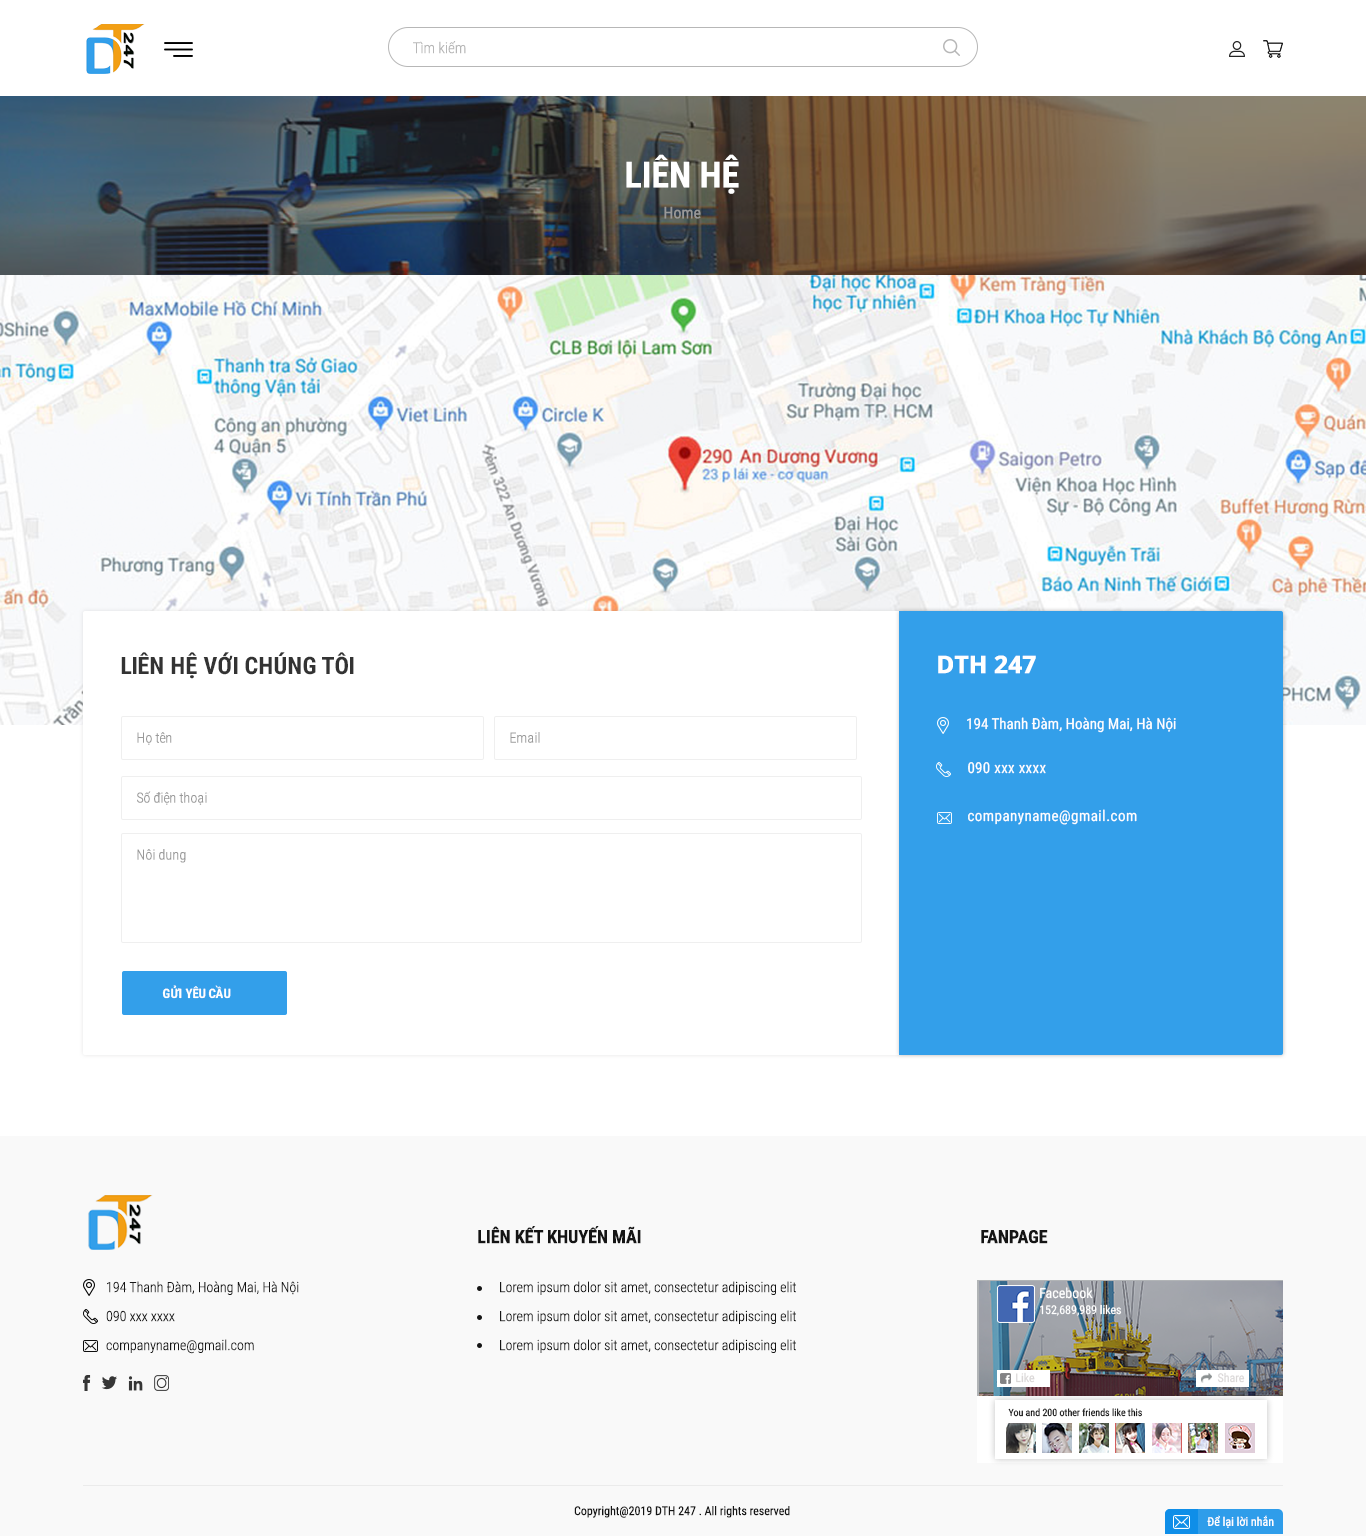 DT 247
Tìm kiếm
LIÊN HỆ
Home
Đại học Khoa
học Tự nhiên
Kem Tràng Tiền
MaxMobile Hồ Chí Minh
ĐH Khoa Học Tự Nhiên
Shine
Nhà Khách Bộ Công An
CLB Bơi lội Lam Sơn
n Tông
Thanh tra Sở Giao
thông Vận tải
Trường Đại học
Sư Phạm TP. HCM
Viet Linh
Circle K
Công an phường
4 Quận 5
Quán
Hẻm 322 An Dương Vương
290 An Dương Vương
23 p lái xe - cơ quan
Saigon Petro
Sạp đê
Viện Khoa Học Hình
Sự - Bộ Công An
Vi Tính Trần Phú
Buffet Hương Rừn
Đại Học
Sài Gòn
Phương Trang
Nguyễn Trãi
Báo An Ninh Thế Giới
Cà phê Thềm
ấn độ
Trần
PHCM
LIÊN HỆ VỚI CHÚNG TÔI
Họ tên
Email
Số điện thoại
Nôi dung
GỬI YÊU CẦU
DTH 247
194 Thanh Đàm, Hoàng Mai, Hà Nội
090 xxx xxxx
companyname@gmail.com
DT 247
194 Thanh Đàm, Hoàng Mai, Hà Nội
090 xxx xxxx
companyname@gmail.com
LIÊN KẾT KHUYẾN MÃI
Lorem ipsum dolor sit amet, consectetur adipiscing elit
Lorem ipsum dolor sit amet, consectetur adipiscing elit
Lorem ipsum dolor sit amet, consectetur adipiscing elit
FANPAGE
Facebook
152,689,989 likes
Like
Share
You and 200 other friends like this
Copyright@2019 DTH 247 . All rights reserved
Để lại lời nhắn